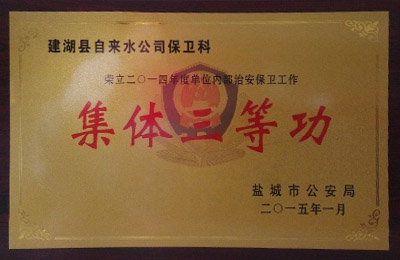 建湖县自来水公司保卫科
荣立二〇一四年度单位内部治安保卫工作
集体三等功
盐城市公安局
二〇一五年一月